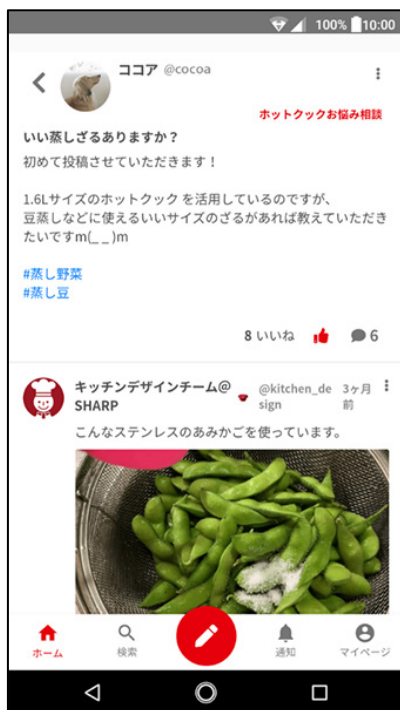 100% 10:00
ココア @cocoa
ホットクックお悩み相談
いい蒸しざるありますか？
初めて投稿させていただきます！
1.6Lサイズのホットクック を活用しているのですが、
豆蒸しなどに使えるいいサイズのざるがあれば教えていただき
たいですm(_ _)m
#蒸し野菜
#蒸し豆
8 いいね 6
キッチンデザインチーム@ @kitchen_de 3ヶ月
SHARP sign 前
こんなステンレスのあみかごを使っています。
ホーム 検索 通知 マイページ